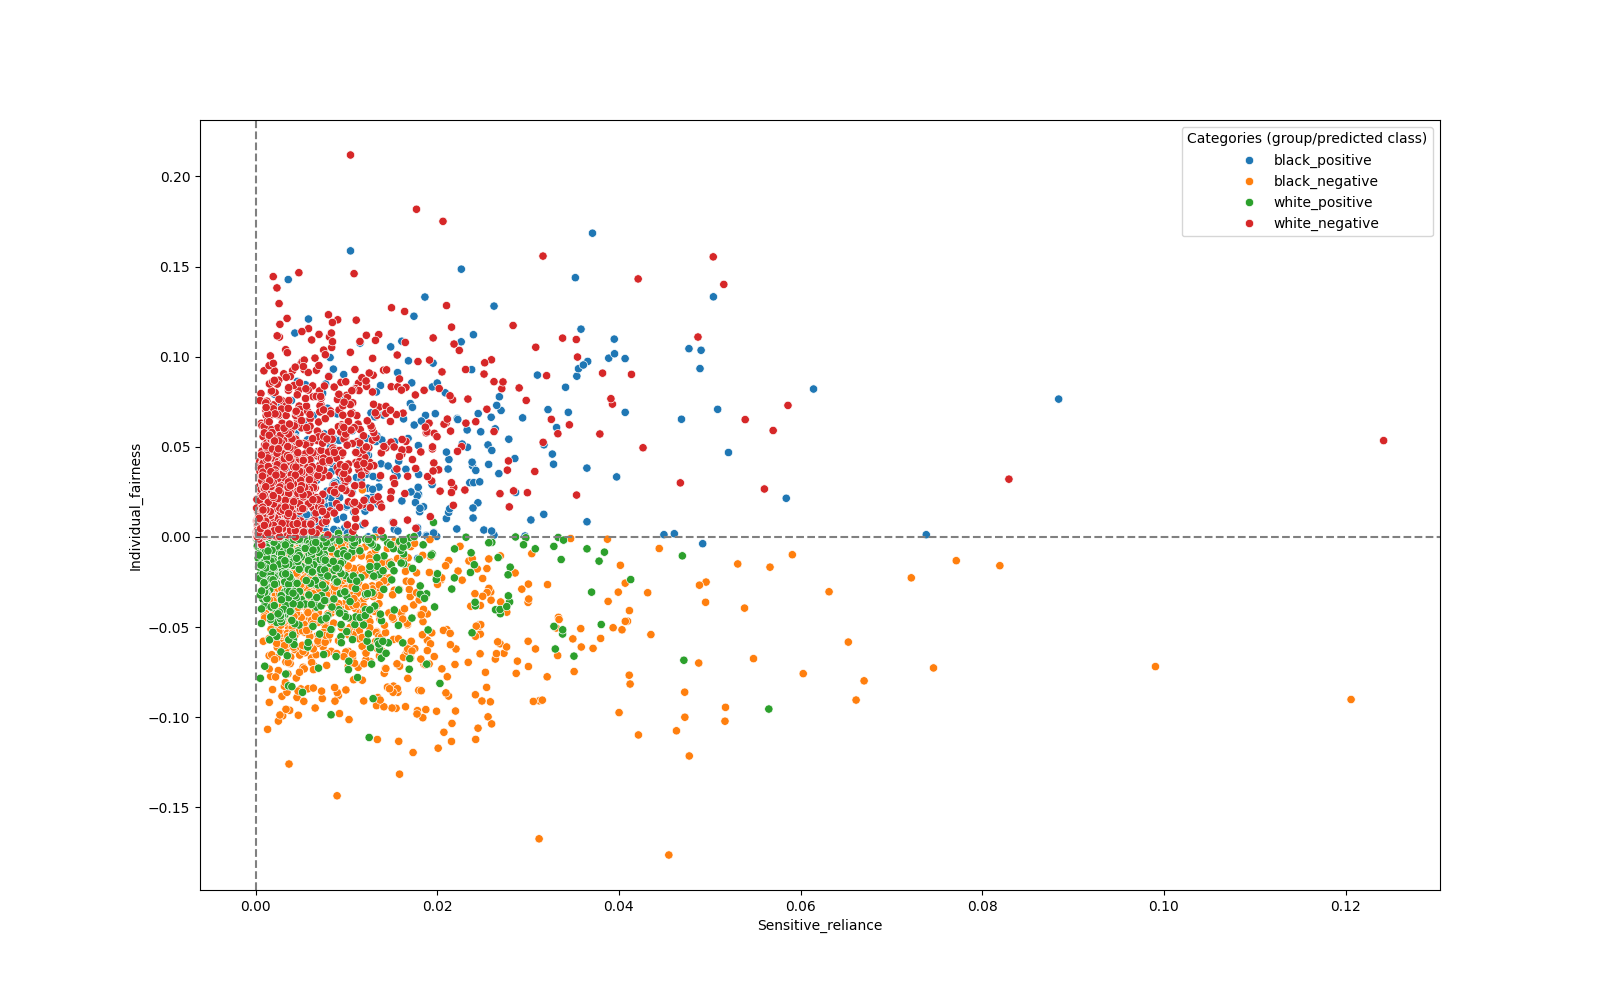 Categories (group/predicted class)
black_positive
black_negative
white_positive
white_negative
Individual_fairness
0.20
0.15
0.10
0.05
0.00
−0.05
−0.10
−0.15
0.00 0.02 0.04 0.06 0.08 0.10 0.12
Sensitive_reliance